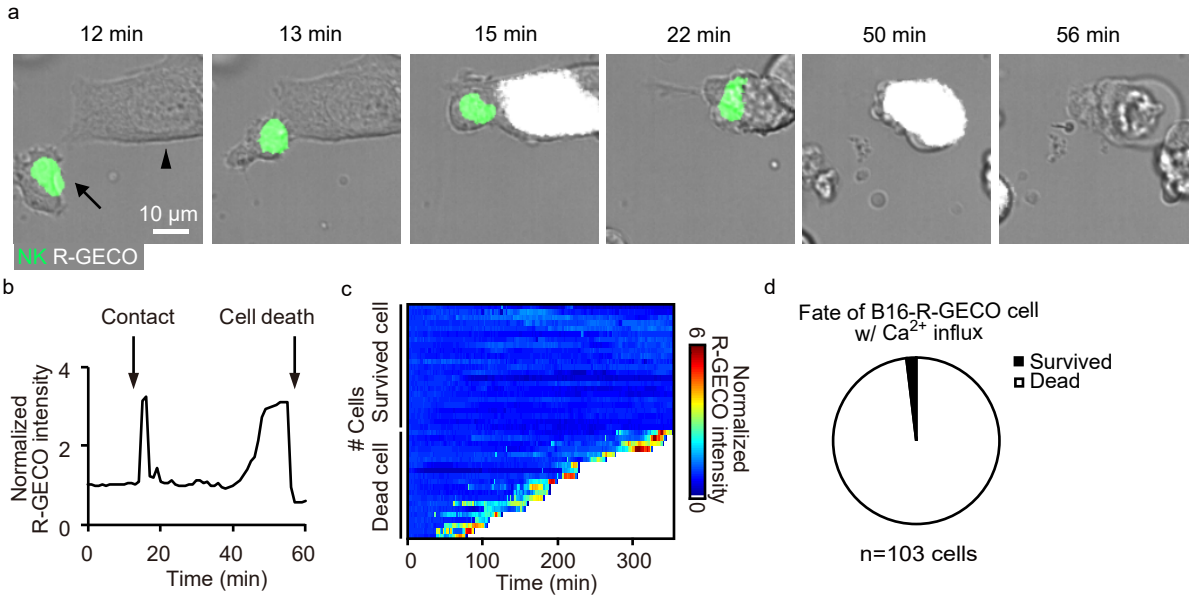 a
12 min 13 min 15 min 22 min 50 min 56 min
10 µm
NK R-GECO
b
Contact Cell death
Normalized
R-GECO intensity
4
2
0
0 20 40 60
Time (min)
c
# Cells
Survived cell
Dead cell
0 100 200 300
Time (min)
6
0
Normalized
R-GECO intensity
d
Fate of B16-R-GECO cell
w/ Ca²⁺ influx
Survived
Dead
n=103 cells